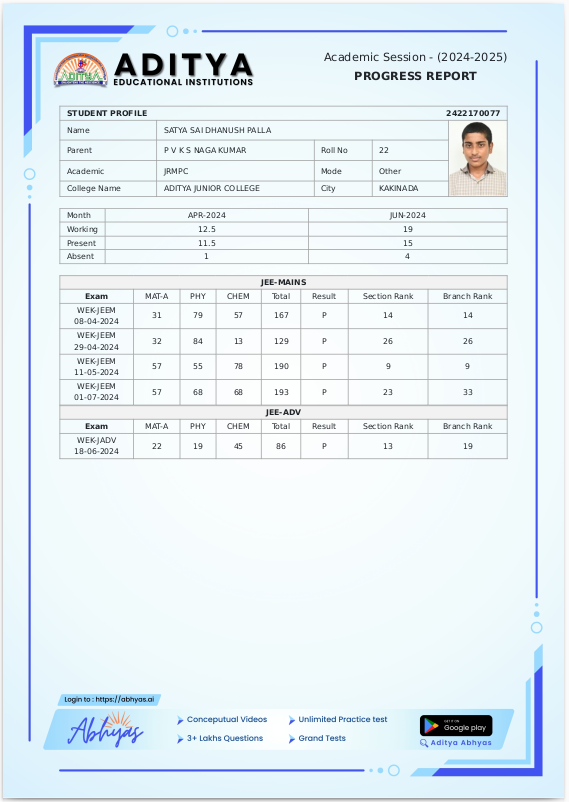 ADITYA
EDUCATIONAL INSTITUTIONS
Academic Session - (2024-2025)
PROGRESS REPORT
STUDENT PROFILE 2422170077
Name SATYA SAI DHANUSH PALLA
Parent P V K S NAGA KUMAR Roll No 22
Academic JRMPC Mode Other
College Name ADITYA JUNIOR COLLEGE City KAKINADA
Month APR-2024 JUN-2024
Working 12.5 19
Present 11.5 15
Absent 1 4
JEE-MAINS
Exam MAT-A PHY CHEM Total Result Section Rank Branch Rank
WEK-JEEM
08-04-2024 31 79 57 167 P 14 14
WEK-JEEM
29-04-2024 32 84 13 129 P 26 26
WEK-JEEM
11-05-2024 57 55 78 190 P 9 9
WEK-JEEM
01-07-2024 57 68 68 193 P 23 33
JEE-ADV
Exam MAT-A PHY CHEM Total Result Section Rank Branch Rank
WEK-JADV
18-06-2024 22 19 45 86 P 13 19
Login to : https://abhyas.ai
Abhyas
Conceputual Videos Unlimited Practice test
3+ Lakhs Questions Grand Tests
GET IT ON
Google play
Aditya Abhyas